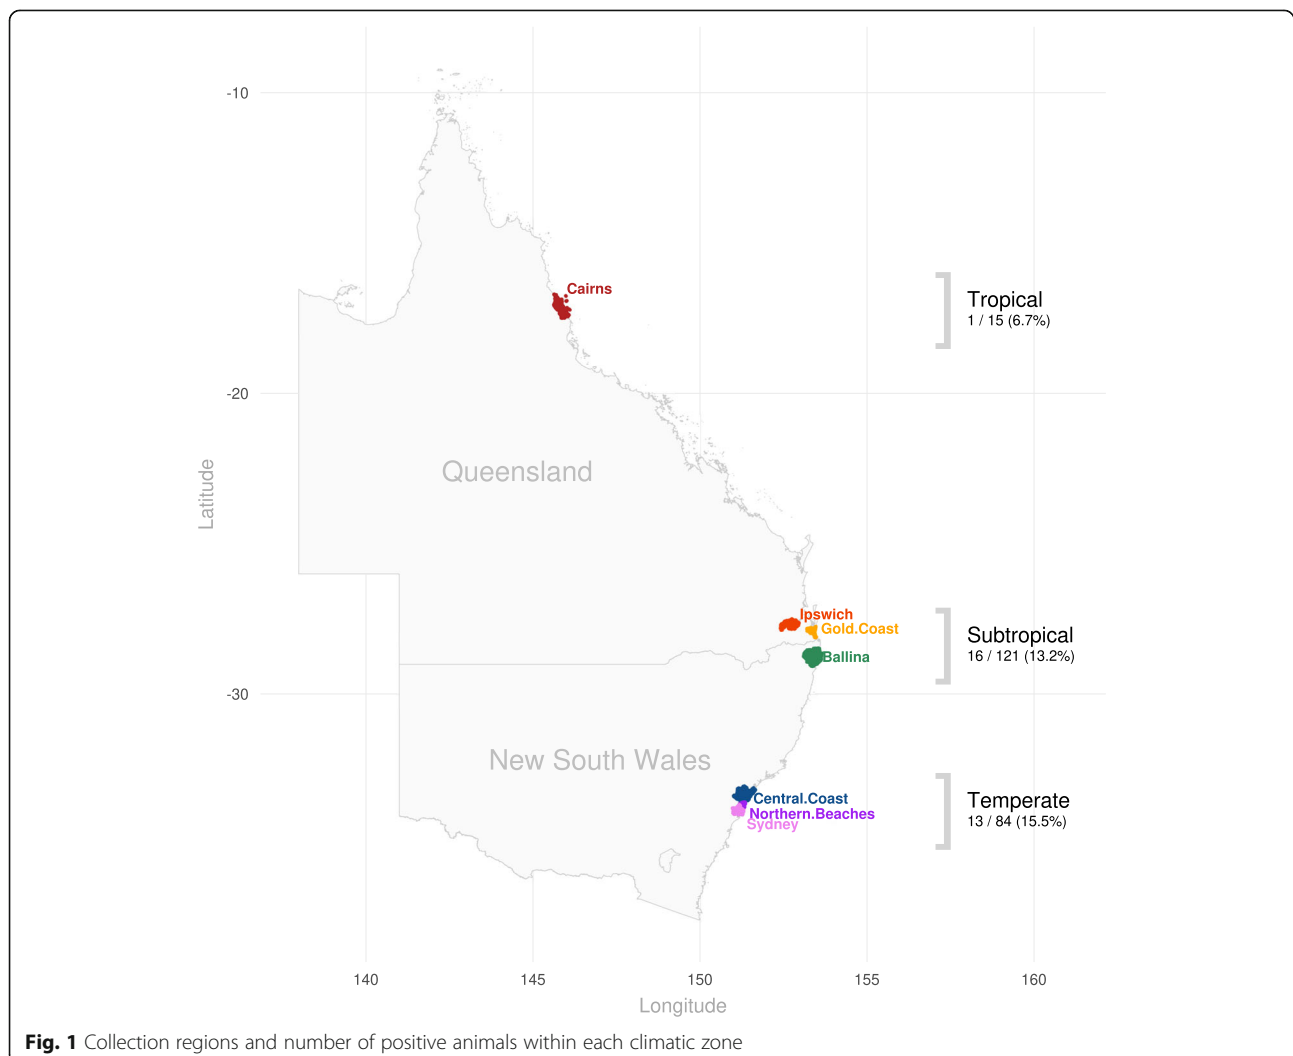 -10
Cairns
Tropical
1 / 15 (6.7%)
-20
Queensland
Latitude
Ipswich
Gold.Coast
Subtropical
16 / 121 (13.2%)
Ballina
-30
New South Wales
Central.Coast
Temperate
Northern.Beaches
13 / 84 (15.5%)
Sydney
140 145 150 155 160
Longitude
Fig. 1 Collection regions and number of positive animals within each climatic zone